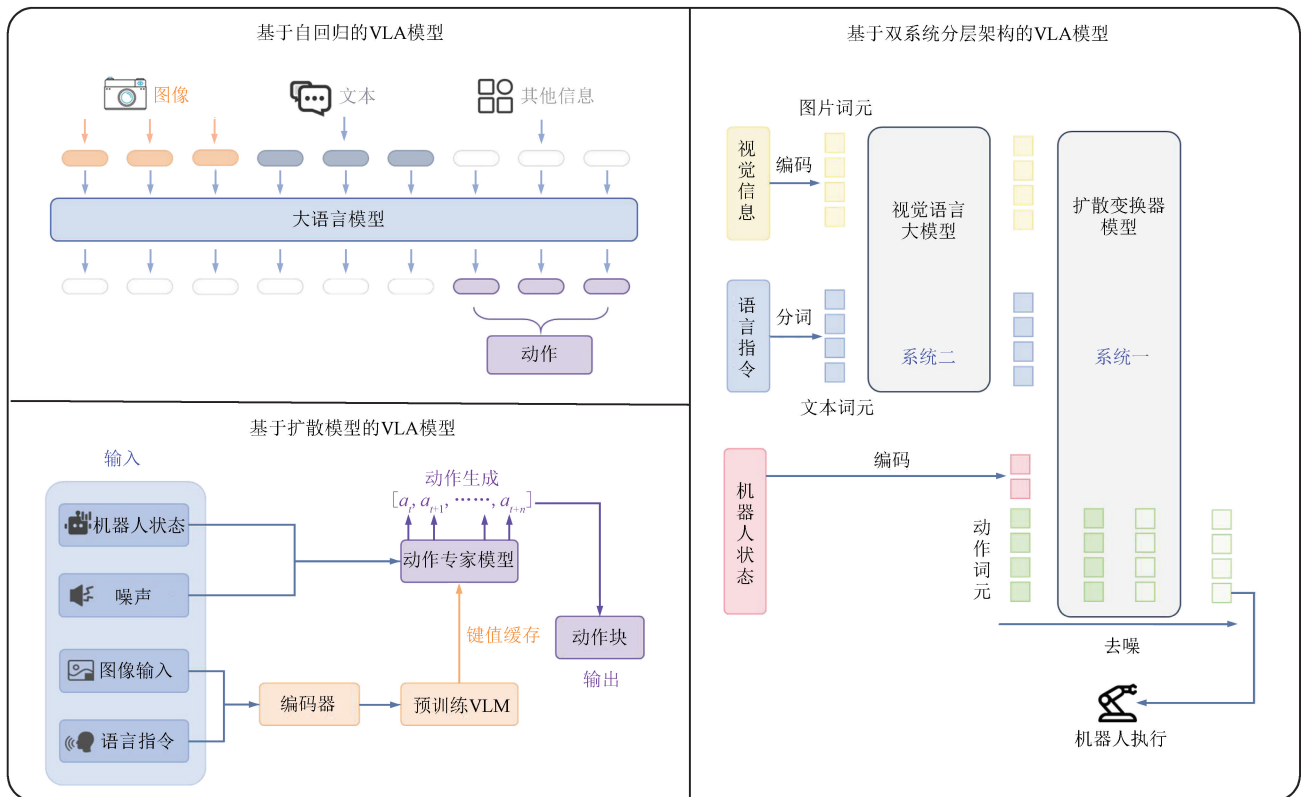 基于自回归的VLA模型
图像
文本
其他信息
大语言模型
动作
基于扩散模型的VLA模型
输入
机器人状态
噪声
图像输入
语言指令
编码器
预训练VLM
键值缓存
动作专家模型
动作生成
[at, at+1, ……, at+n]
动作块
输出
基于双系统分层架构的VLA模型
图片词元
视觉信息
编码
视觉语言
大模型
扩散变换器
模型
语言指令
分词
系统二
系统一
文本词元
机器人状态
编码
动作词元
去噪
机器人执行